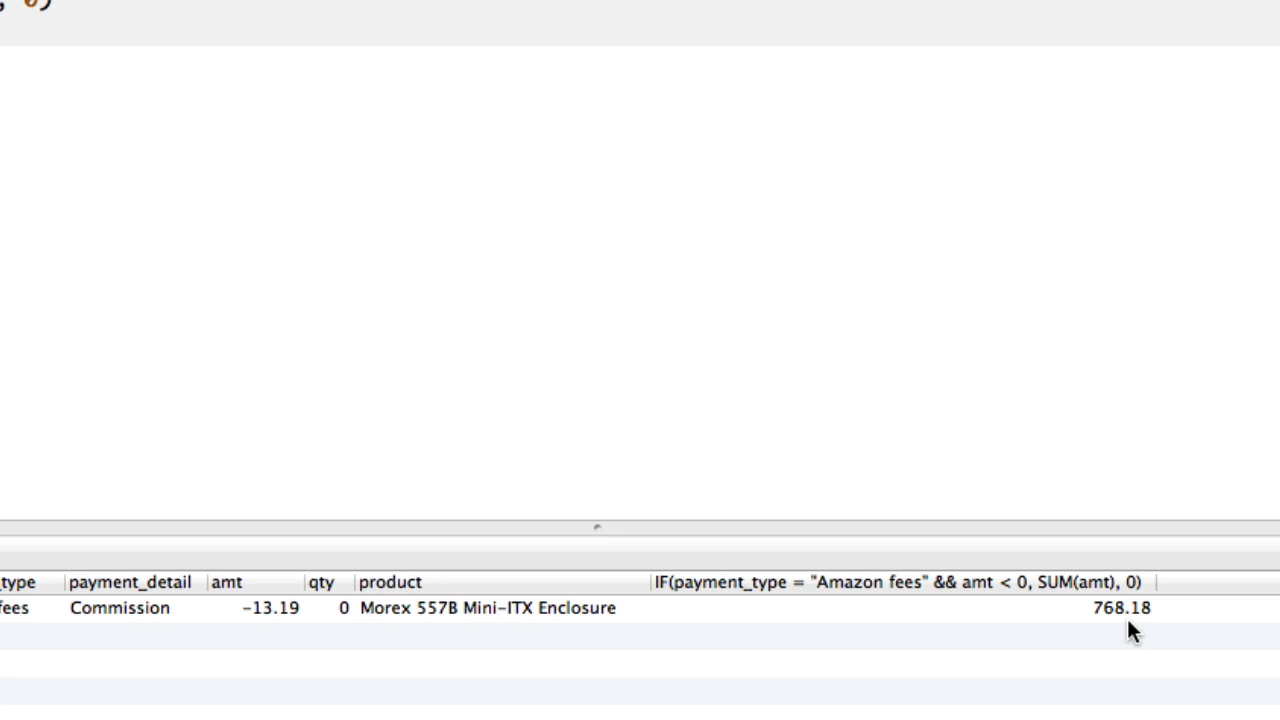 , 0)
type payment_detail amt qty product IF(payment_type = "Amazon fees" && amt < 0, SUM(amt), 0)
fees Commission -13.19 0 Morex 557B Mini-ITX Enclosure 768.18